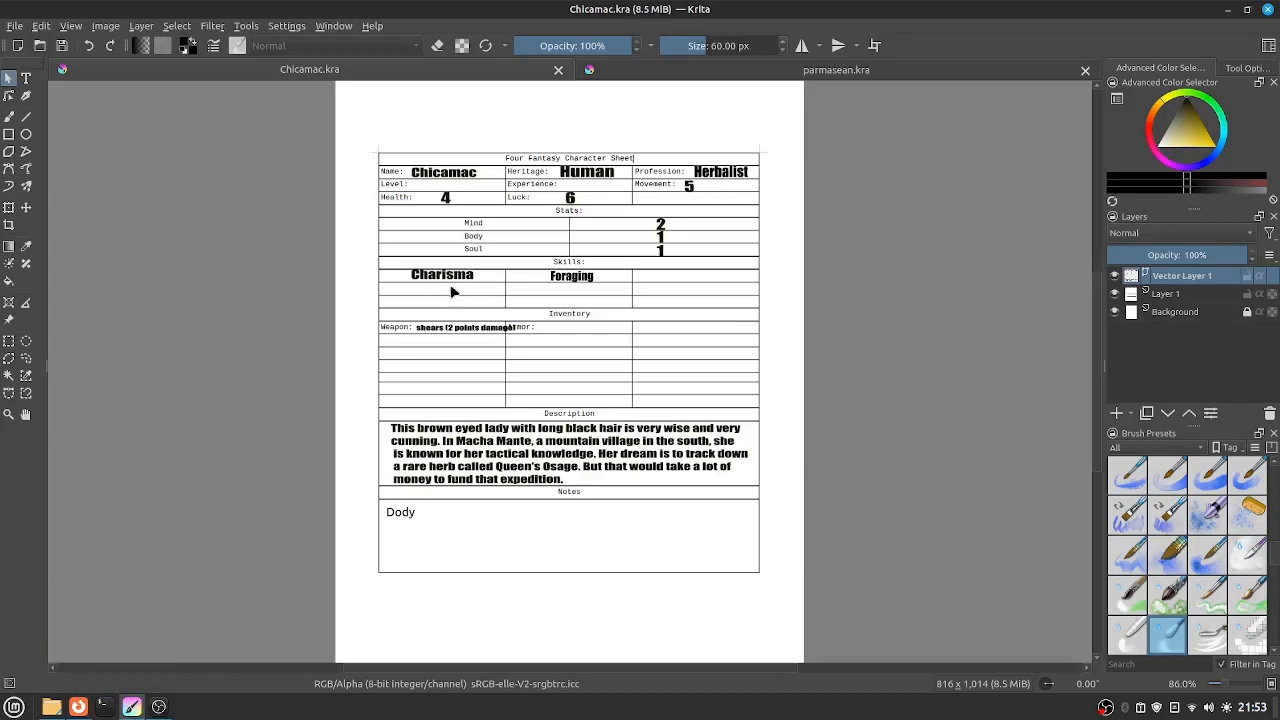 Chicamac.kra (8.5 MiB) — Krita
File Edit View Image Layer Select Filter Tools Settings Window Help
Normal Opacity: 100% Size: 60.00 px
Chicamac.kra parmasean.kra Advanced Color Sele... Tool Opti...
Advanced Color Selector
Four Fantasy Character Sheet
Name: Chicamac Heritage: Human Profession: Herbalist
Level: Experience: Movement: 5
Health: 4 Luck: 6
Stats:
Mind 2
Body 1
Soul 1
Skills:
Charisma Foraging
Inventory
Weapon: shears (2 points damage) Armor:
Description
This brown eyed lady with long black hair is very wise and very
cunning. In Macha Mante, a mountain village in the south, she
is known for her tactical knowledge. Her dream is to track down
a rare herb called Queen's Osage. But that would take a lot of
money to fund that expedition.
Notes
Dody
Layers
Normal
Opacity: 100%
Vector Layer 1
Layer 1
Background
Brush Presets
All Tag
Search Filter in Tag
RGB/Alpha (8-bit integer/channel) sRGB-elle-V2-srgbtrc.icc 816 x 1,014 (8.5 MiB) 0.00° 86.0%
21:53